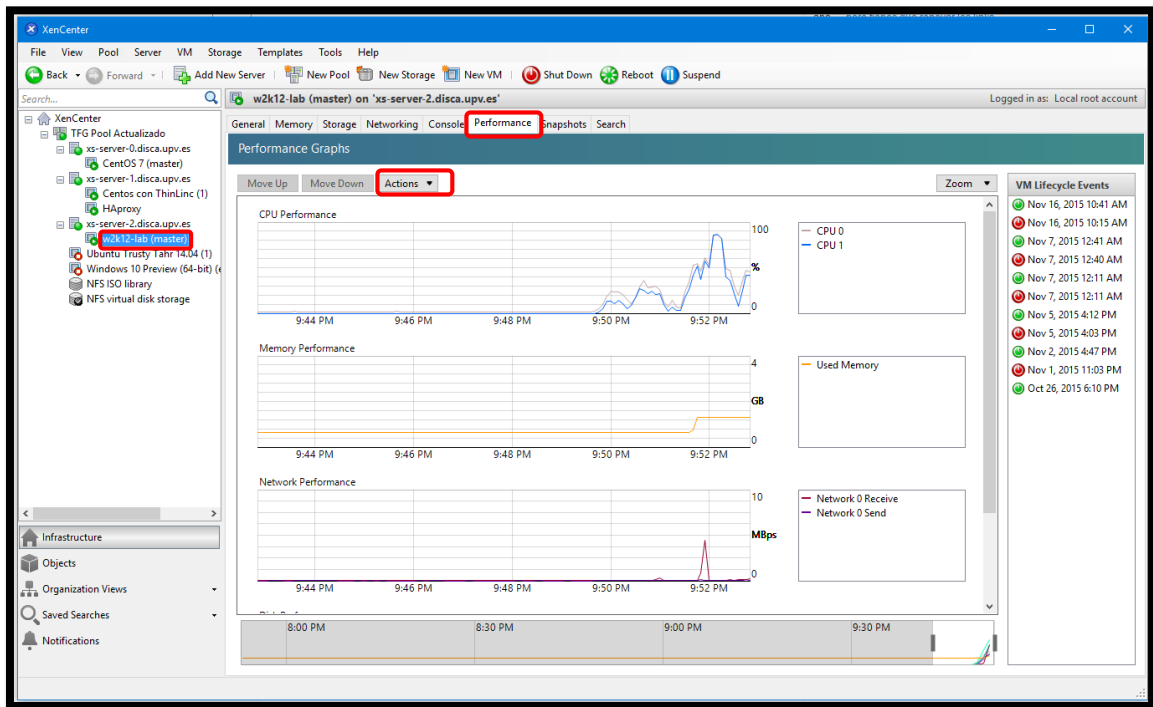 XenCenter
File View Pool Server VM Storage Templates Tools Help
Back Forward Add New Server New Pool New Storage New VM Shut Down Reboot Suspend
Search...
w2k12-lab (master) on 'xs-server-2.disca.upv.es'
Logged in as: Local root account
XenCenter
TFG Pool Actualizado
xs-server-0.disca.upv.es
CentOS 7 (master)
xs-server-1.disca.upv.es
Centos con ThinLinc (1)
HAproxy
xs-server-2.disca.upv.es
w2k12-lab (master)
Ubuntu Trusty Tahr 14.04 (1)
Windows 10 Preview (64-bit) (e
NFS ISO library
NFS virtual disk storage
Infrastructure
Objects
Organization Views
Saved Searches
Notifications
General Memory Storage Networking Console Performance Snapshots Search
Performance Graphs
Move Up Move Down Actions
Zoom
CPU Performance
100
%
0
9:44 PM 9:46 PM 9:48 PM 9:50 PM 9:52 PM
CPU 0
CPU 1
Memory Performance
4
GB
0
9:44 PM 9:46 PM 9:48 PM 9:50 PM 9:52 PM
Used Memory
Network Performance
10
MBps
0
9:44 PM 9:46 PM 9:48 PM 9:50 PM 9:52 PM
Network 0 Receive
Network 0 Send
8:00 PM 8:30 PM 9:00 PM 9:30 PM
VM Lifecycle Events
Nov 16, 2015 10:41 AM
Nov 16, 2015 10:15 AM
Nov 7, 2015 12:41 AM
Nov 7, 2015 12:40 AM
Nov 7, 2015 12:11 AM
Nov 7, 2015 12:11 AM
Nov 5, 2015 4:12 PM
Nov 5, 2015 4:03 PM
Nov 2, 2015 4:47 PM
Nov 1, 2015 11:03 PM
Oct 26, 2015 6:10 PM